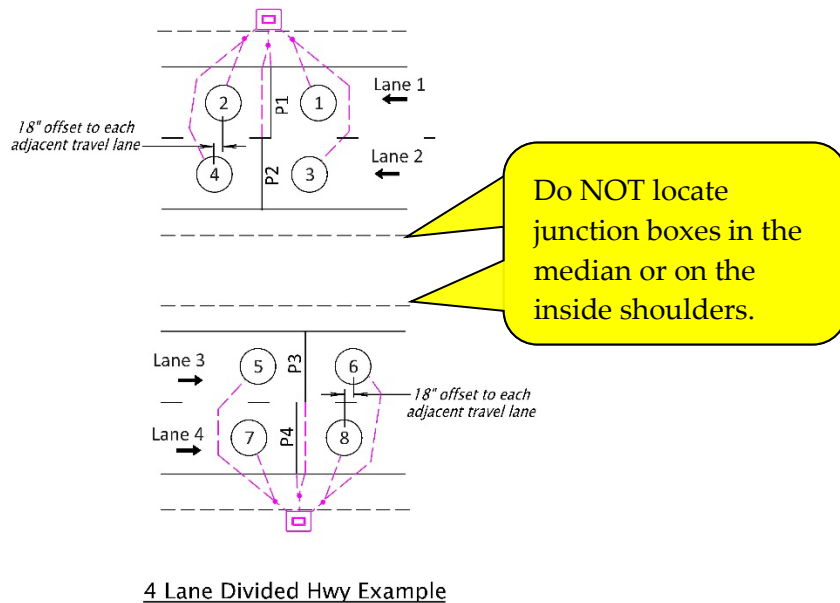 Lane 1
2
1
P1
18" offset to each
adjacent travel lane
Lane 2
4
P2
3
Do NOT locate
junction boxes in the
median or on the
inside shoulders.
Lane 3
5
P3
6
18" offset to each
adjacent travel lane
Lane 4
7
P4
8
4 Lane Divided Hwy Example